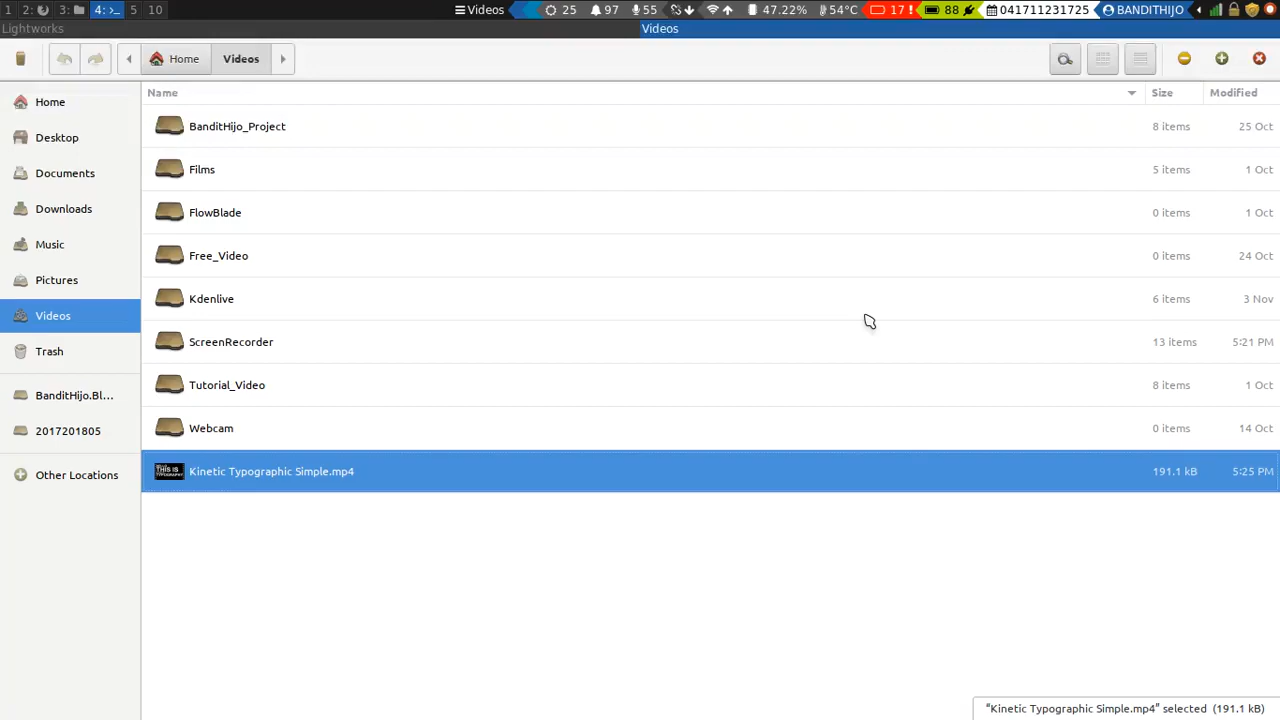 1 2: 3: 4: >_ 5 10 Videos 25 97 55 47.22% 54°C 17 ! 88 041711231725 BANDITHIJO
Lightworks Videos
Home Videos
Name Size Modified
Home
Desktop
Documents
Downloads
Music
Pictures
Videos
Trash
BanditHijo.Bl...
2017201805
Other Locations
BanditHijo_Project 8 items 25 Oct
Films 5 items 1 Oct
FlowBlade 0 items 1 Oct
Free_Video 0 items 24 Oct
Kdenlive 6 items 3 Nov
ScreenRecorder 13 items 5:21 PM
Tutorial_Video 8 items 1 Oct
Webcam 0 items 14 Oct
THIS IS Kinetic Typographic Simple.mp4 191.1 kB 5:25 PM
"Kinetic Typographic Simple.mp4" selected (191.1 kB)